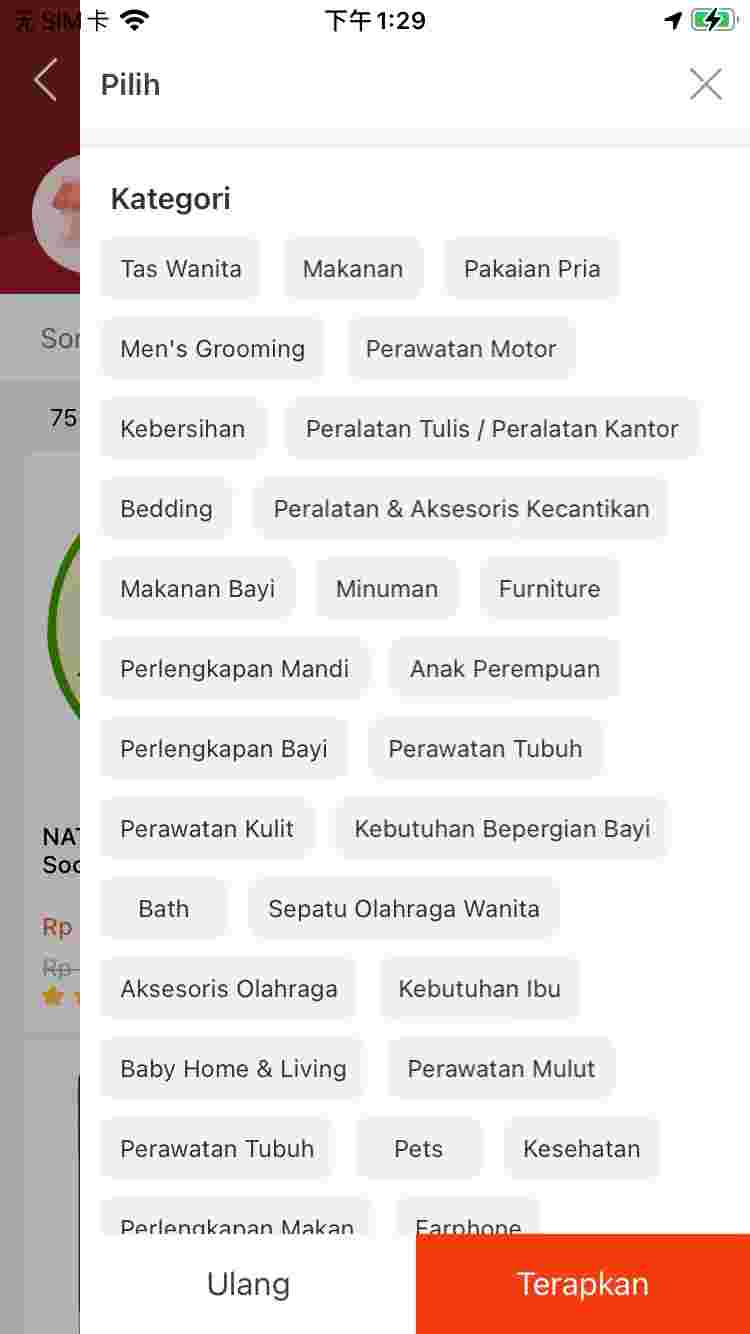 无 SIM 卡 下午1:29
Pilih
Kategori
Tas Wanita Makanan Pakaian Pria
Sor
Men's Grooming Perawatan Motor
75
Kebersihan Peralatan Tulis / Peralatan Kantor
Bedding Peralatan & Aksesoris Kecantikan
Makanan Bayi Minuman Furniture
Perlengkapan Mandi Anak Perempuan
Perlengkapan Bayi Perawatan Tubuh
NAT
Perawatan Kulit Kebutuhan Bepergian Bayi
Soc
Bath Sepatu Olahraga Wanita
Rp
Rp
Aksesoris Olahraga Kebutuhan Ibu
Baby Home & Living Perawatan Mulut
Perawatan Tubuh Pets Kesehatan
Perlengkapan Makan Earphone
Ulang Terapkan